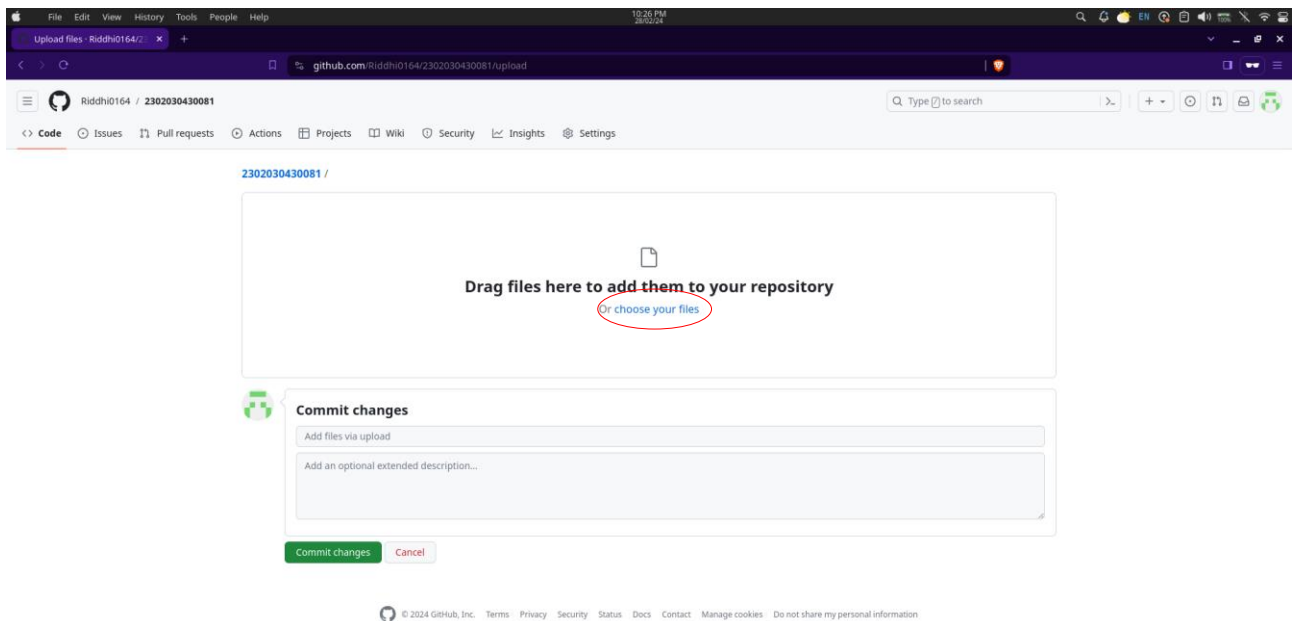 File Edit View History Tools People Help
10:26 PM
28/02/24
EN
100%
Upload files · Riddhi0164/23
github.com/Riddhi0164/2302030430081/upload
Riddhi0164 / 2302030430081
Type / to search
Code Issues Pull requests Actions Projects Wiki Security Insights Settings
2302030430081 /
Drag files here to add them to your repository
Or choose your files
Commit changes
Add files via upload
Add an optional extended description...
Commit changes Cancel
© 2024 GitHub, Inc. Terms Privacy Security Status Docs Contact Manage cookies Do not share my personal information